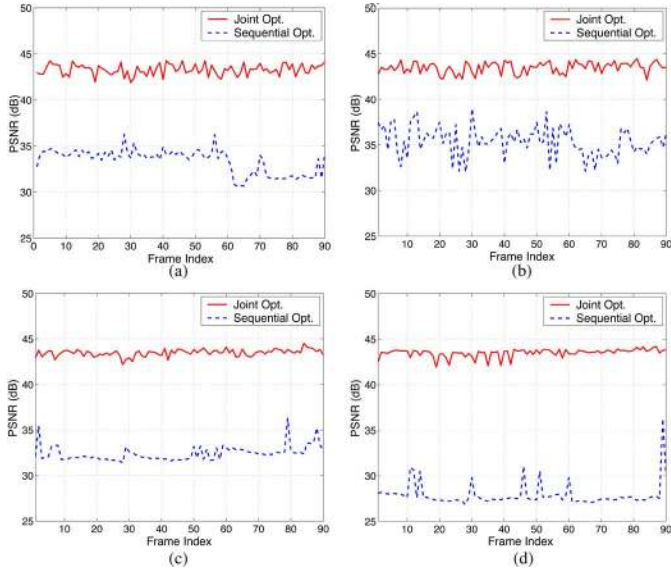 50
45
40
35
30
25
PSNR (dB)
Joint Opt.
Sequential Opt.
0 10 20 30 40 50 60 70 80 90
Frame Index
(a)
50
45
40
35
30
25
PSNR (dB)
Joint Opt.
Sequential Opt.
10 20 30 40 50 60 70 80 90
Frame Index
(b)
50
45
40
35
30
25
PSNR (dB)
Joint Opt.
Sequential Opt.
10 20 30 40 50 60 70 80 90
Frame Index
(c)
50
45
40
35
30
25
PSNR (dB)
Joint Opt.
Sequential Opt.
10 20 30 40 50 60 70 80 90
Frame Index
(d)